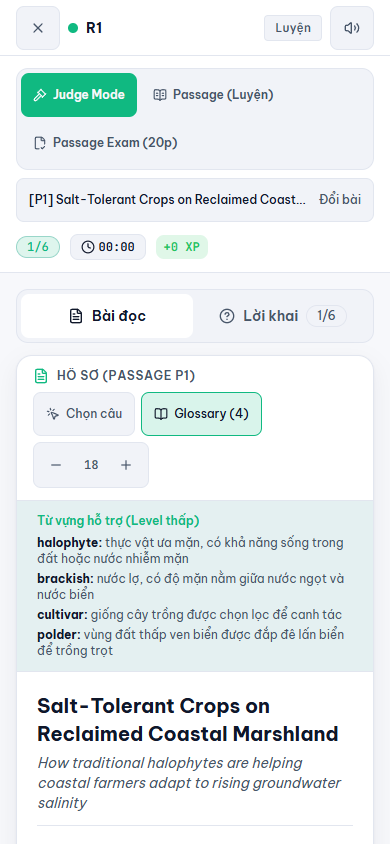 R1
Luyện
Judge Mode
Passage (Luyện)
Passage Exam (20p)
[P1] Salt-Tolerant Crops on Reclaimed Coast...
Đổi bài
1/6
00:00
+0 XP
Bài đọc
Lời khai
1/6
HỒ SƠ (PASSAGE P1)
Chọn câu
Glossary (4)
18
Từ vựng hỗ trợ (Level thấp)
halophyte: thực vật ưa mặn, có khả năng sống trong
đất hoặc nước nhiễm mặn
brackish: nước lợ, có độ mặn nằm giữa nước ngọt và
nước biển
cultivar: giống cây trồng được chọn lọc để canh tác
polder: vùng đất thấp ven biển được đắp đê lấn biển
để trồng trọt
Salt-Tolerant Crops on
Reclaimed Coastal Marshland
How traditional halophytes are helping
coastal farmers adapt to rising groundwater
salinity